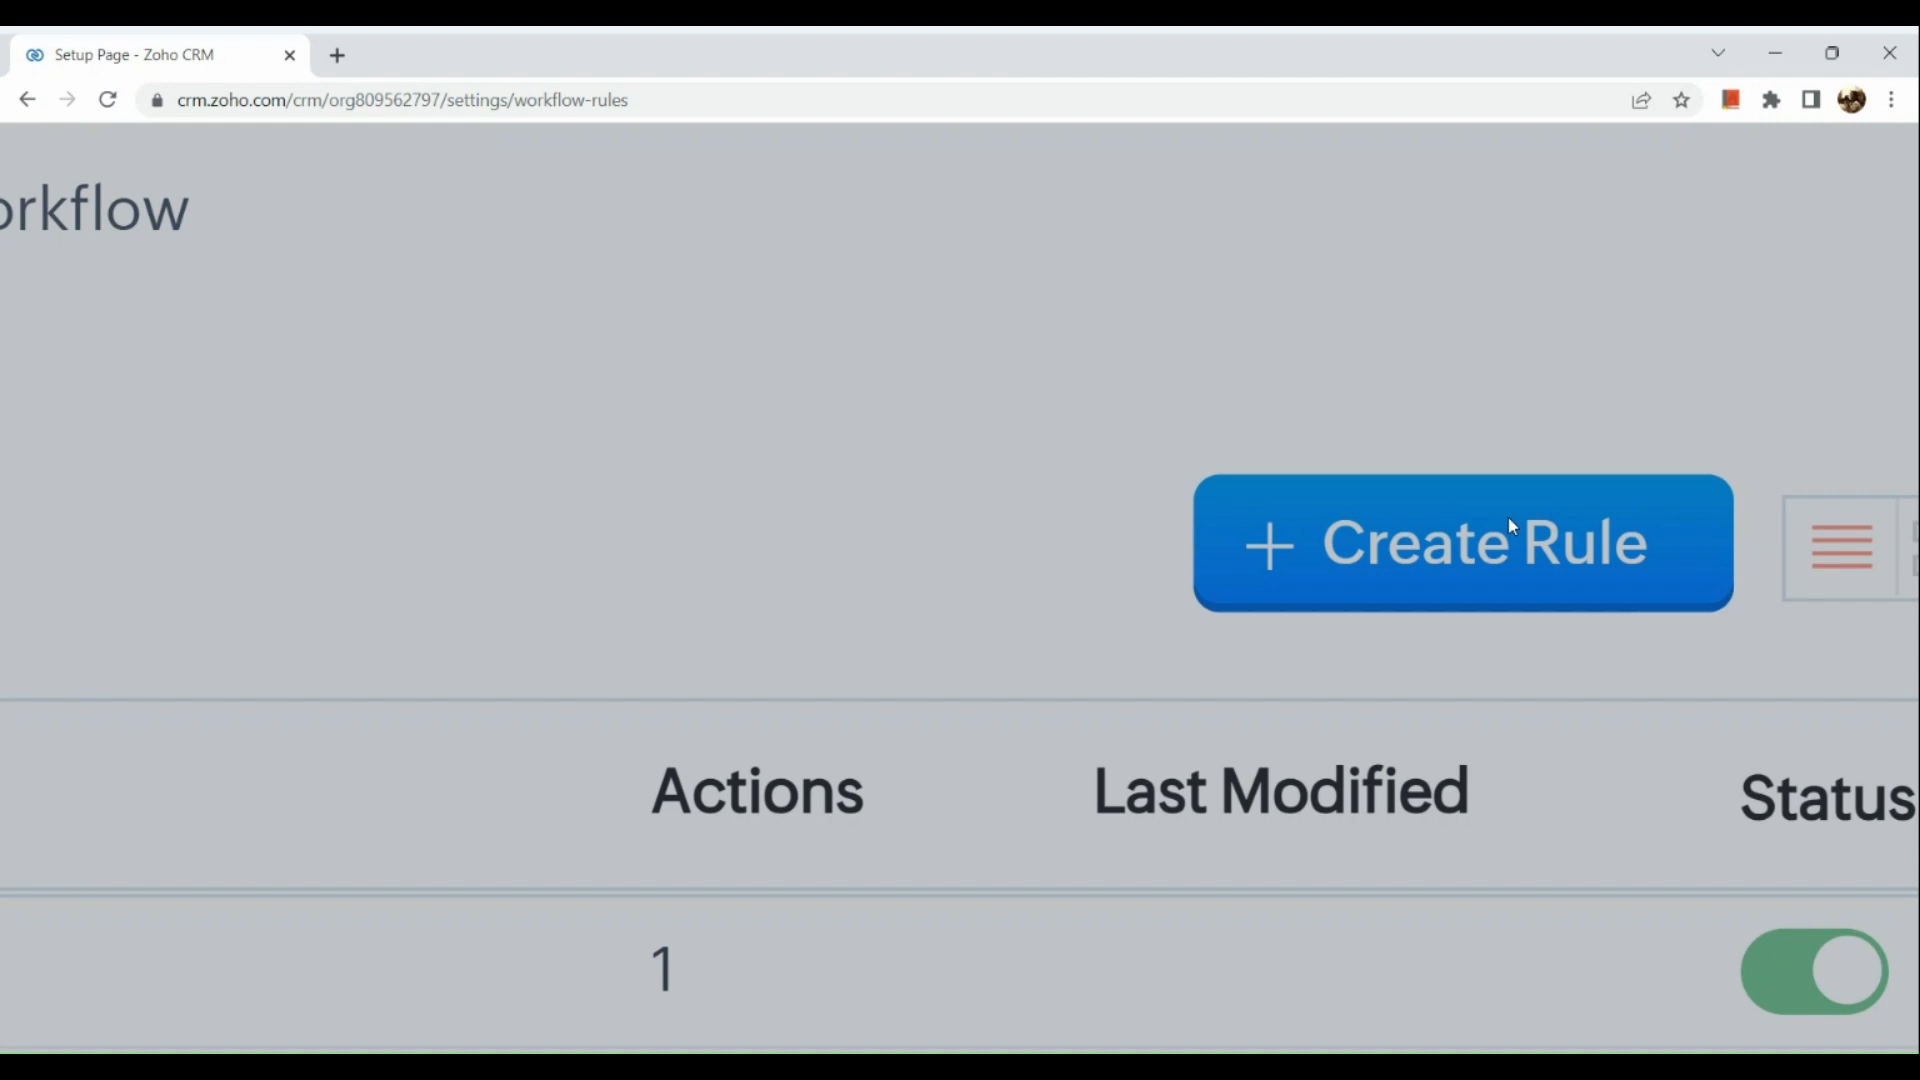 Setup Page - Zoho CRM
crm.zoho.com/crm/org809562797/settings/workflow-rules
orkflow
Create Rule
Actions Last Modified Status
1